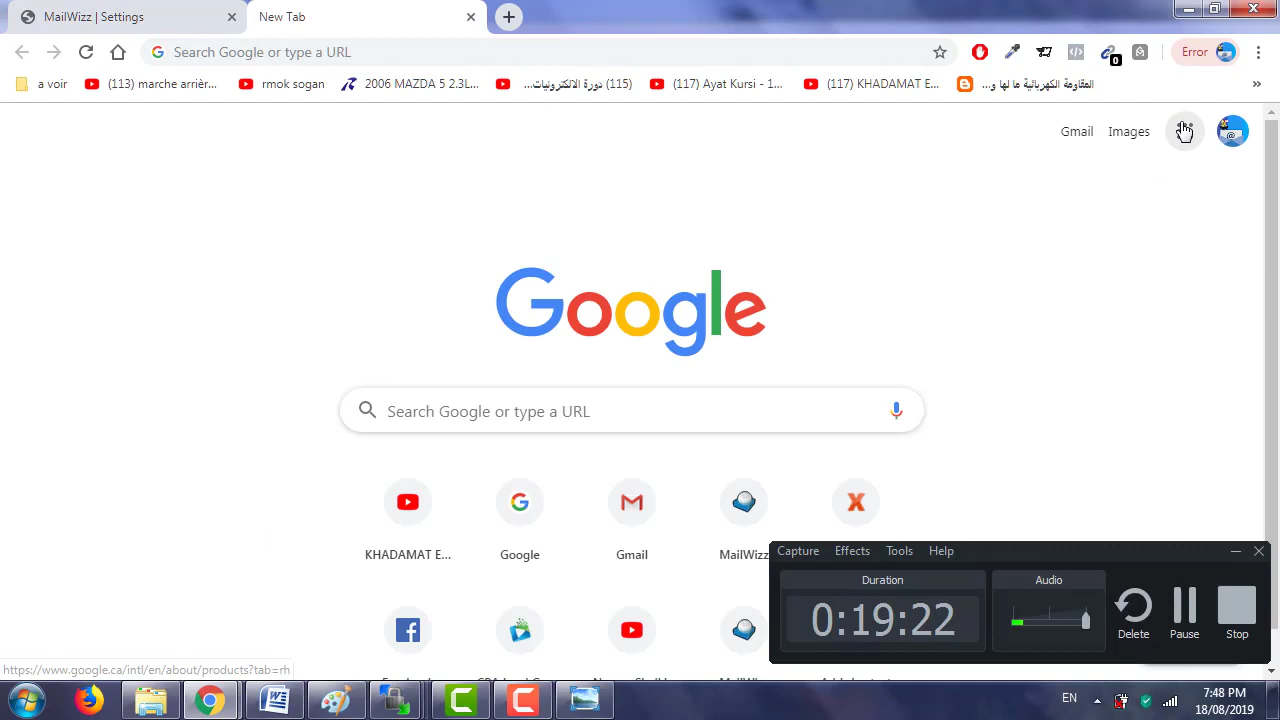 MailWizz | Settings
New Tab
Search Google or type a URL
0
Error
a voir
(113) marche arrièr...
rmok sogan
2006 MAZDA 5 2.3L...
(115) دورة الالكترونيات...
(117) Ayat Kursi - 1...
(117) KHADAMAT E...
المقاومة الكهربائية ما لها و...
Gmail
Images
Google
Search Google or type a URL
KHADAMAT E...
Google
Gmail
MailWizz
Capture
Effects
Tools
Help
Duration
0:19:22
Audio
Delete
Pause
Stop
https://www.google.ca/intl/en/about/products?tab=rh
EN
7:48 PM
18/08/2019